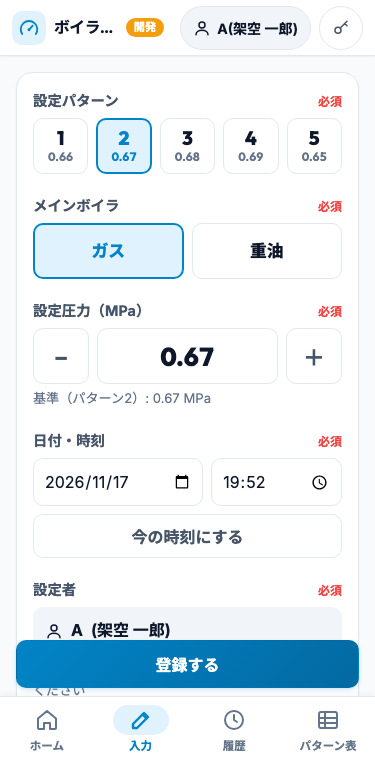 ボイラ...
開発
A(架空 一郎)
設定パターン 必須
1 2 3 4 5
0.66 0.67 0.68 0.69 0.65
メインボイラ 必須
ガス 重油
設定圧力（MPa） 必須
− 0.67 +
基準（パターン2）: 0.67 MPa
日付・時刻 必須
2026/11/17 19:52
今の時刻にする
設定者 必須
A (架空 一郎)
登録する
ください
ホーム 入力 履歴 パターン表